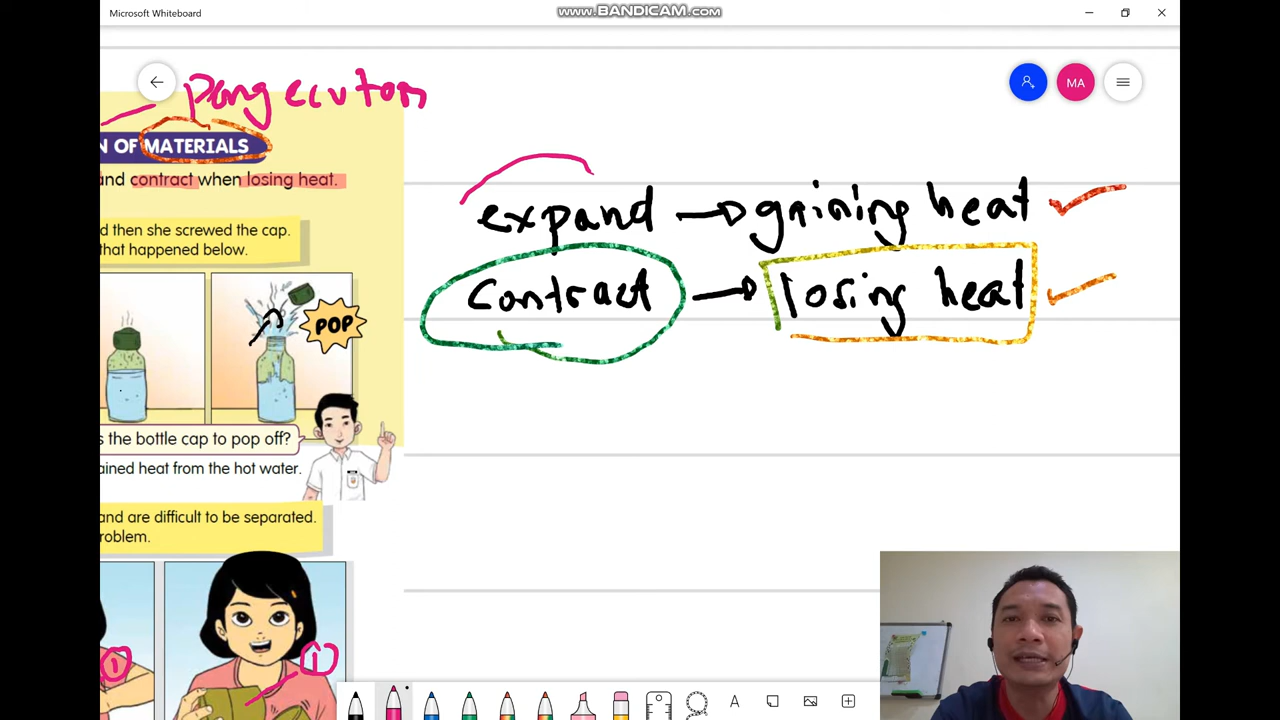 Microsoft Whiteboard
www.BANDICAM.com
MA
pengecutan
N OF MATERIALS
and contract when losing heat.
d then she screwed the cap.
that happened below.
POP
s the bottle cap to pop off?
ained heat from the hot water.
and are difficult to be separated.
roblem.
1
1
expand → gaining heat ✓
contract → losing heat ✓
A